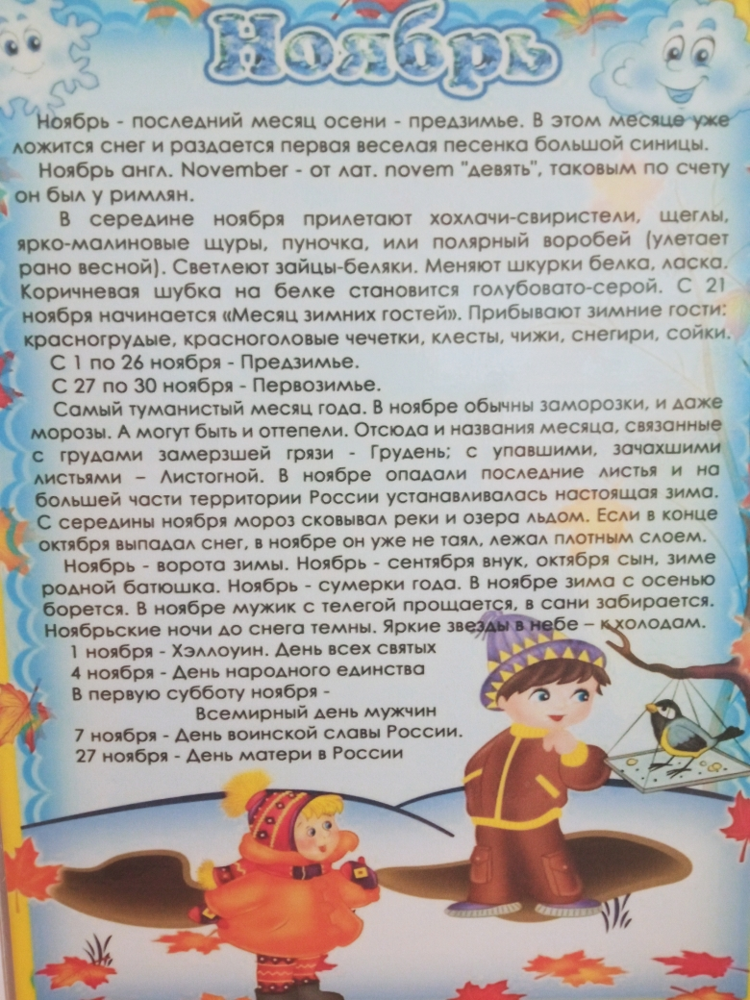 Ноябрь
Ноябрь - последний месяц осени - предзимье. В этом месяце уже
ложится снег и раздается первая веселая песенка большой синицы.
Ноябрь англ. November - от лат. novem "девять", таковым по счету
он был у римлян.
В середине ноября прилетают хохлачи-свиристели, щеглы,
ярко-малиновые щуры, пуночка, или полярный воробей (улетает
рано весной). Светлеют зайцы-беляки. Меняют шкурки белка, ласка.
Коричневая шубка на белке становится голубовато-серой. С 21
ноября начинается «Месяц зимних гостей». Прибывают зимние гости:
красногрудые, красноголовые чечетки, клесты, чижи, снегири, сойки.
С 1 по 26 ноября - Предзимье.
С 27 по 30 ноября - Первозимье.
Самый туманистый месяц года. В ноябре обычны заморозки, и даже
морозы. А могут быть и оттепели. Отсюда и названия месяца, связанные
с грудами замерзшей грязи - Грудень; с упавшими, зачахшими
листьями – Листогной. В ноябре опадали последние листья и на
большей части территории России устанавливалась настоящая зима.
С середины ноября мороз сковывал реки и озера льдом. Если в конце
октября выпадал снег, в ноябре он уже не таял, лежал плотным слоем.
Ноябрь - ворота зимы. Ноябрь - сентября внук, октября сын, зиме
родной батюшка. Ноябрь - сумерки года. В ноябре зима с осенью
борется. В ноябре мужик с телегой прощается, в сани забирается.
Ноябрьские ночи до снега темны. Яркие звезды в небе – к холодам.
1 ноября - Хэллоуин. День всех святых
4 ноября - День народного единства
В первую субботу ноября -
Всемирный день мужчин
7 ноября - День воинской славы России.
27 ноября - День матери в России